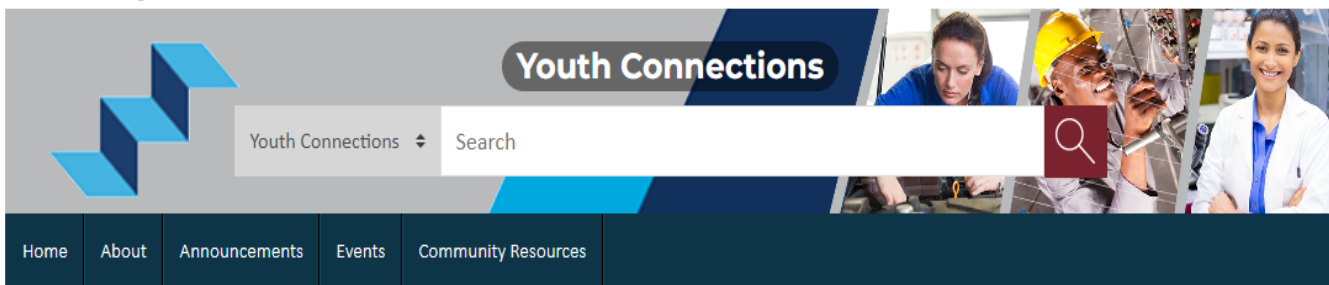 Youth Connections
Youth Connections Search
Home About Announcements Events Community Resources